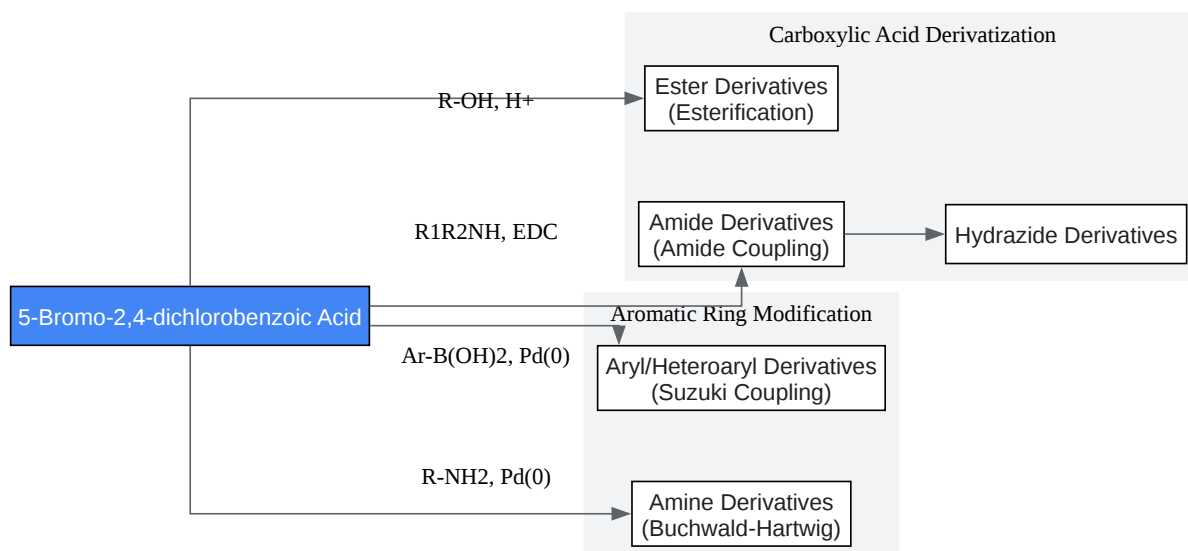 Carboxylic Acid Derivatization
Ester Derivatives
(Esterification)
R-OH, H+
Amide Derivatives
(Amide Coupling)
R1R2NH, EDC
Hydrazide Derivatives
5-Bromo-2,4-dichlorobenzoic Acid
Aromatic Ring Modification
Ar-B(OH)2, Pd(0)
Aryl/Heteroaryl Derivatives
(Suzuki Coupling)
R-NH2, Pd(0)
Amine Derivatives
(Buchwald-Hartwig)